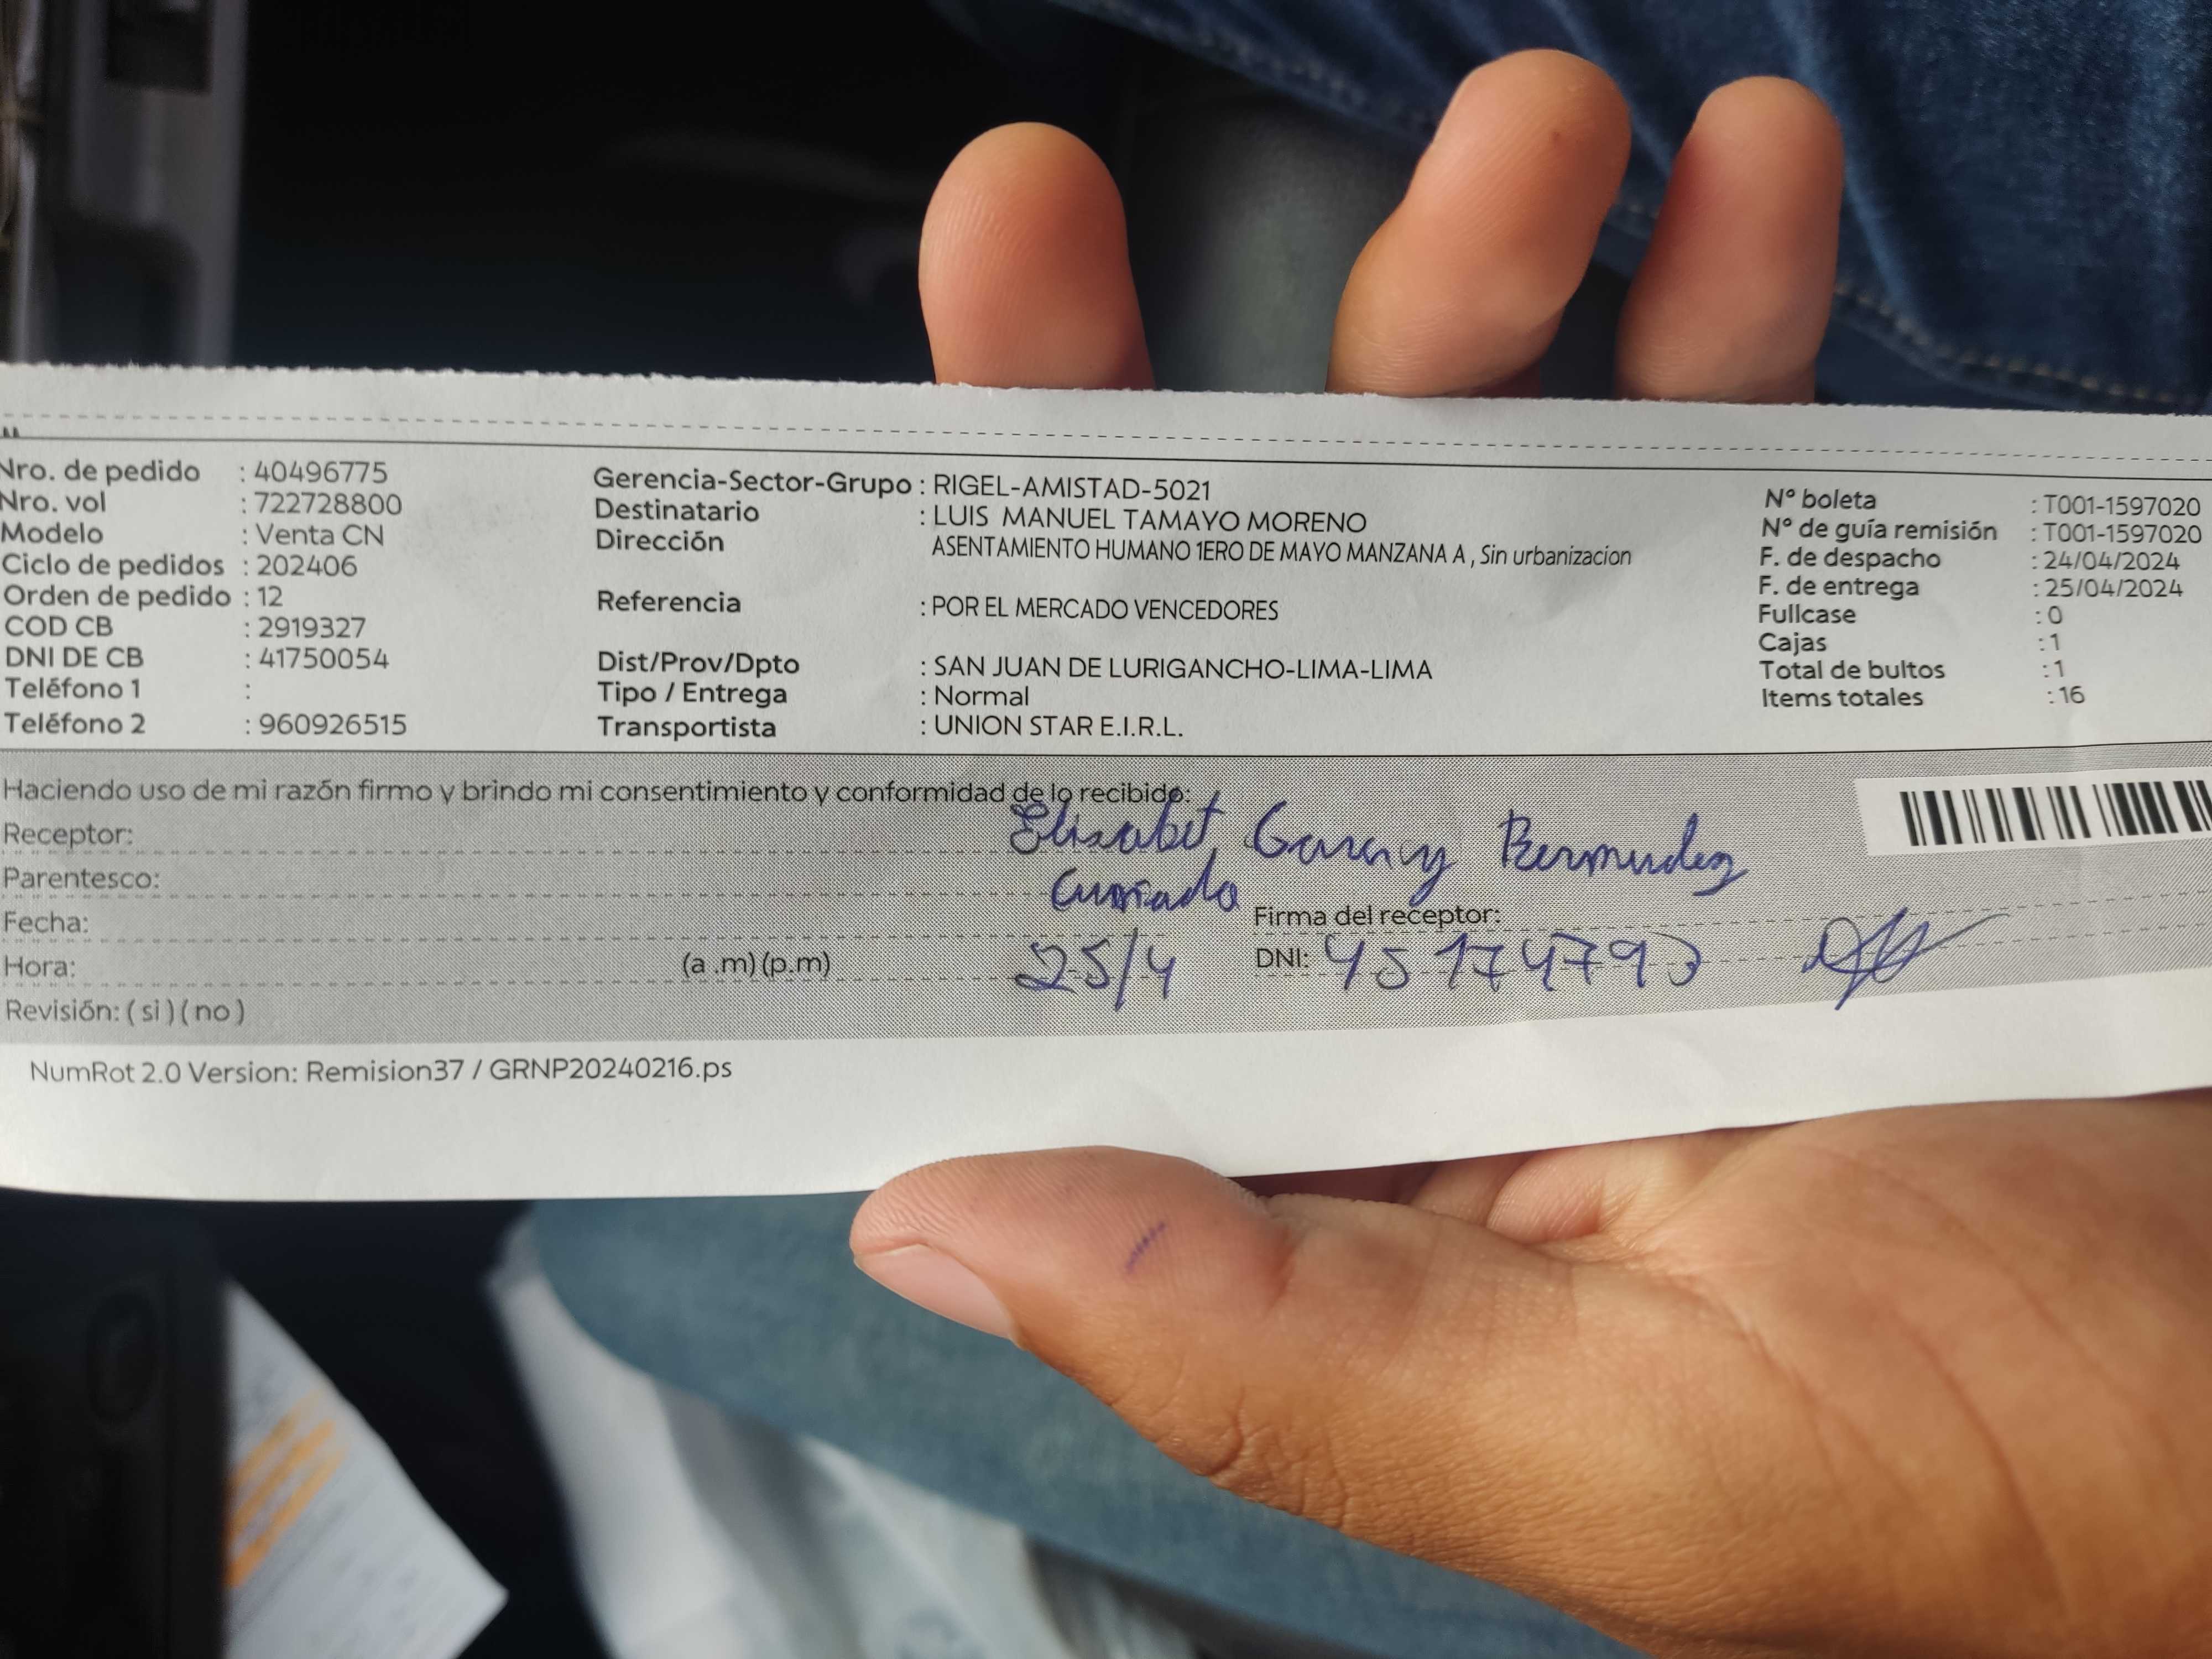 Nro. de pedido : 40496775
Nro. vol : 722728800
Modelo : Venta CN
Ciclo de pedidos : 202406
Orden de pedido : 12
COD CB : 2919327
DNI DE CB : 41750054
Teléfono 1 :
Teléfono 2 : 960926515
Gerencia-Sector-Grupo : RIGEL-AMISTAD-5021
Destinatario : LUIS MANUEL TAMAYO MORENO
Dirección ASENTAMIENTO HUMANO 1ERO DE MAYO MANZANA A , Sin urbanizacion
Referencia : POR EL MERCADO VENCEDORES
Dist/Prov/Dpto : SAN JUAN DE LURIGANCHO-LIMA-LIMA
Tipo / Entrega : Normal
Transportista : UNION STAR E.I.R.L.
N° boleta : T001-1597020
N° de guía remisión : T001-1597020
F. de despacho : 24/04/2024
F. de entrega : 25/04/2024
Fullcase : 0
Cajas : 1
Total de bultos : 1
Items totales : 16
Haciendo uso de mi razón firmo y brindo mi consentimiento y conformidad de lo recibido:
Receptor: Elisabet Garay Bermudez
Parentesco: Cuñada
Fecha: Firma del receptor:
Hora: (a .m) (p.m) 25/4 DNI: 45174793
Revisión: ( si ) ( no )
NumRot 2.0 Version: Remision37 / GRNP20240216.ps